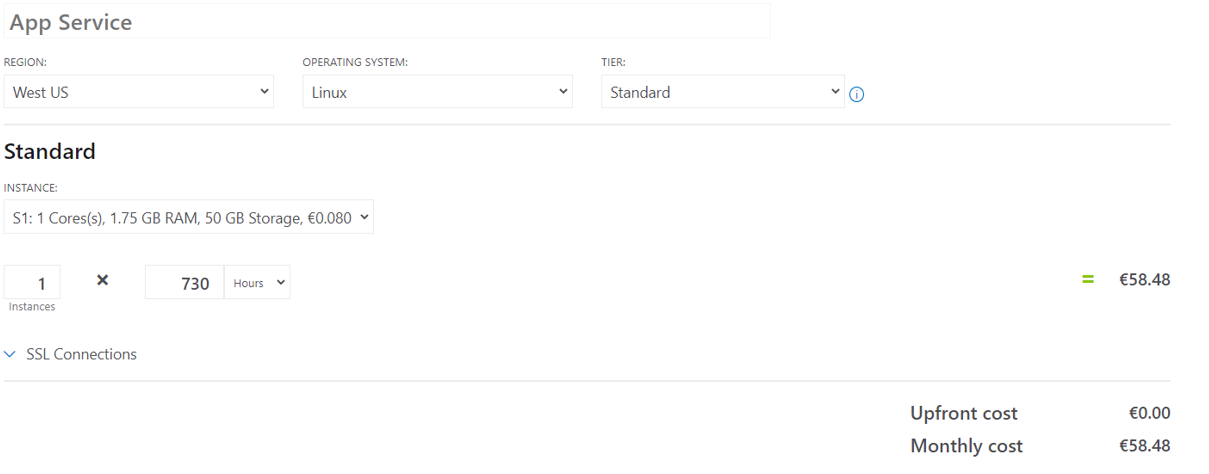 App Service
REGION: OPERATING SYSTEM: TIER:
West US Linux Standard
Standard
INSTANCE:
S1: 1 Cores(s), 1.75 GB RAM, 50 GB Storage, €0.080
1 × 730 Hours = €58.48
Instances
SSL Connections
Upfront cost €0.00
Monthly cost €58.48